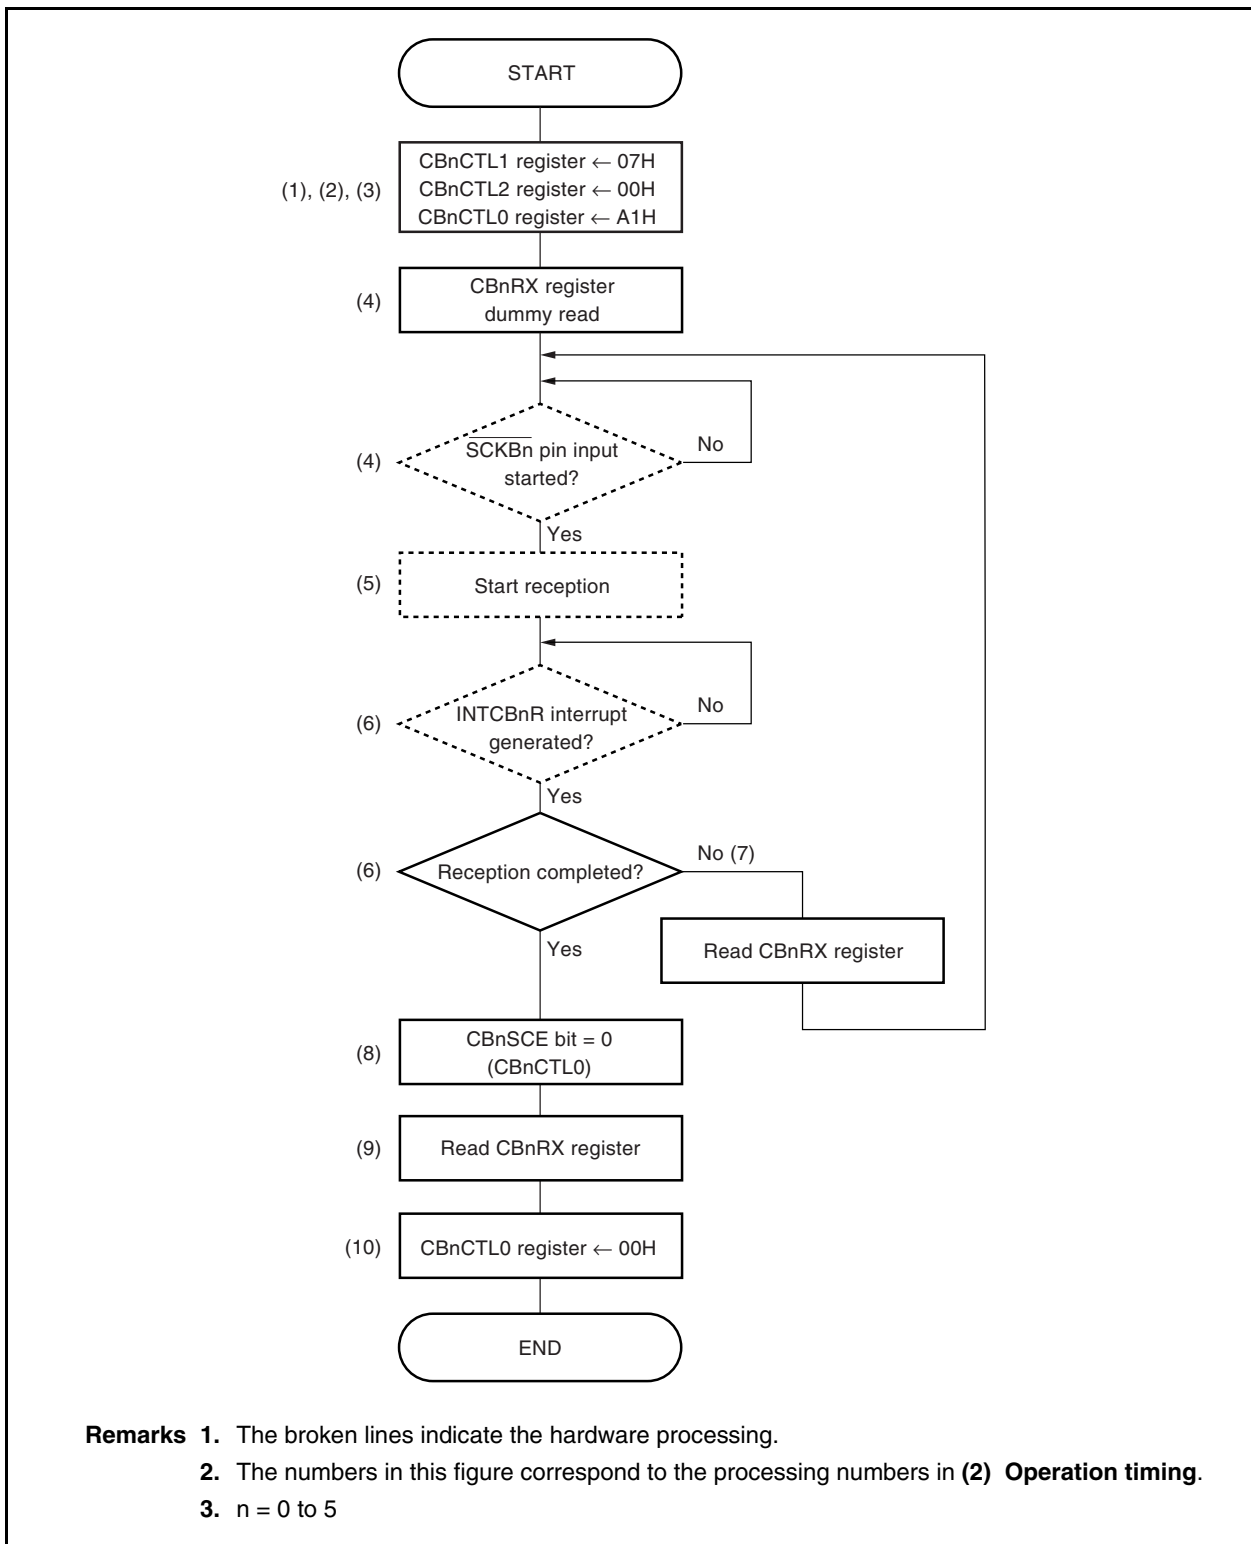 START
CBnCTL1 register ← 07H
(1), (2), (3) CBnCTL2 register ← 00H
CBnCTL0 register ← A1H
CBnRX register
(4)
dummy read
SCKBn pin input
No
(4)
started?
Yes
(5) Start reception
INTCBnR interrupt
No
(6)
generated?
Yes
No (7)
(6) Reception completed?
Yes
Read CBnRX register
CBnSCE bit = 0
(8)
(CBnCTL0)
(9) Read CBnRX register
(10) CBnCTL0 register ← 00H
END
Remarks 1. The broken lines indicate the hardware processing.
2. The numbers in this figure correspond to the processing numbers in (2) Operation timing.
3. n = 0 to 5